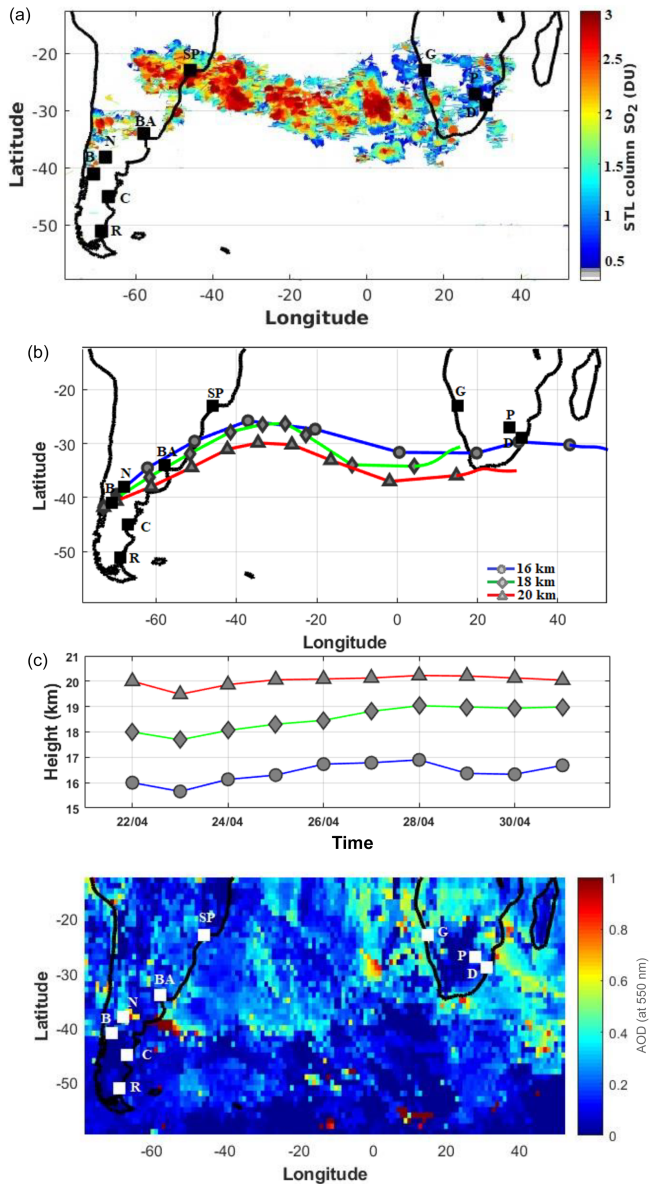 (a)
-20
-30
-40
-50
Latitude
SP
BA
N
B
C
R
G
P
D
-60
-40
-20
0
20
40
Longitude
3
2.5
2
1.5
1
0.5
STL column SO2 (DU)
(b)
-20
-30
-40
-50
Latitude
SP
BA
N
B
C
R
G
P
D
16 km
18 km
20 km
-60
-40
-20
0
20
40
Longitude
(c)
21
20
19
18
17
16
15
Height (km)
22/04
24/04
26/04
28/04
30/04
Time
-20
-30
-40
-50
Latitude
SP
BA
N
B
C
R
G
P
D
-60
-40
-20
0
20
40
Longitude
1
0.8
0.6
0.4
0.2
0
AOD (at 550 nm)